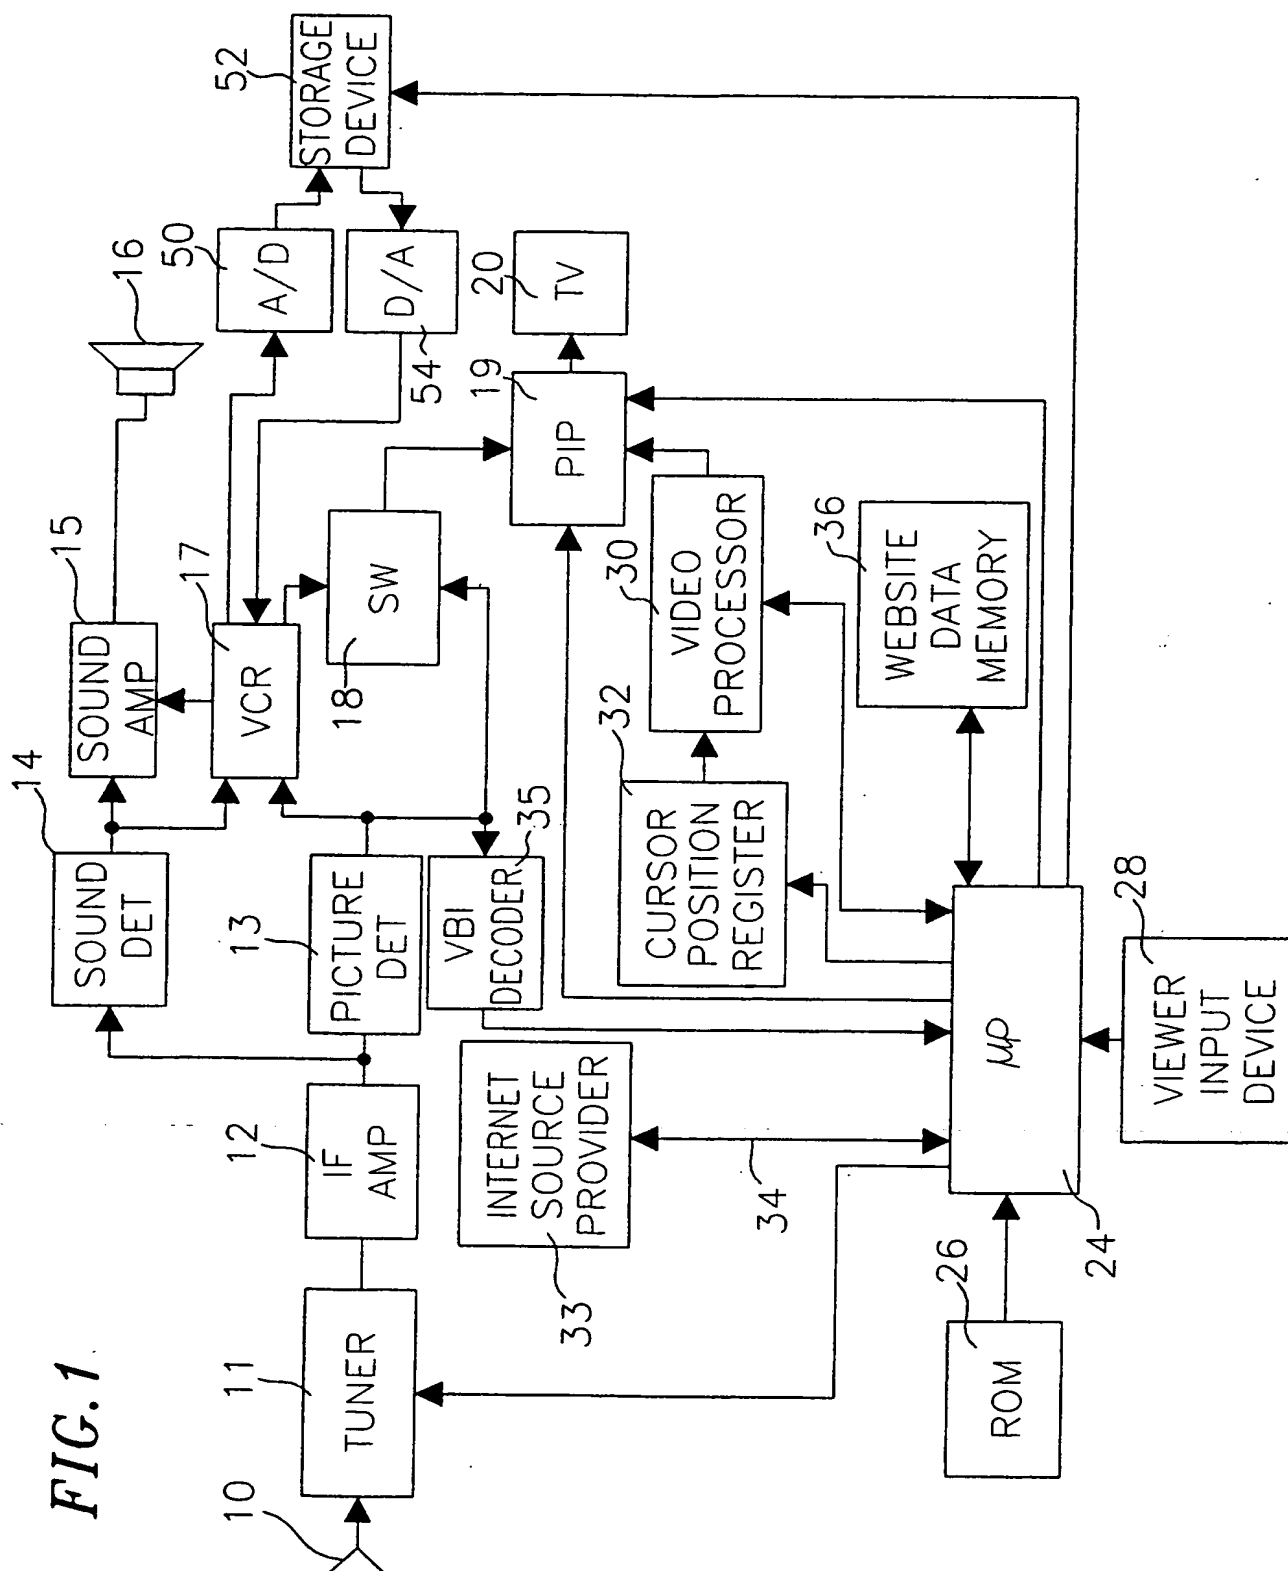 FIG.1
10
11
TUNER
12
IF
AMP
13
PICTURE
DET
14
SOUND
DET
15
SOUND
AMP
16
17
VCR
18
SW
19
PIP
20
TV
50
A/D
52
STORAGE
DEVICE
54
D/A
35
VBI
DECODER
33
INTERNET
SOURCE
PROVIDER
34
32
CURSOR
POSITION
REGISTER
30
VIDEO
PROCESSOR
36
WEBSITE
DATA
MEMORY
26
ROM
24
μp
28
VIEWER
INPUT
DEVICE